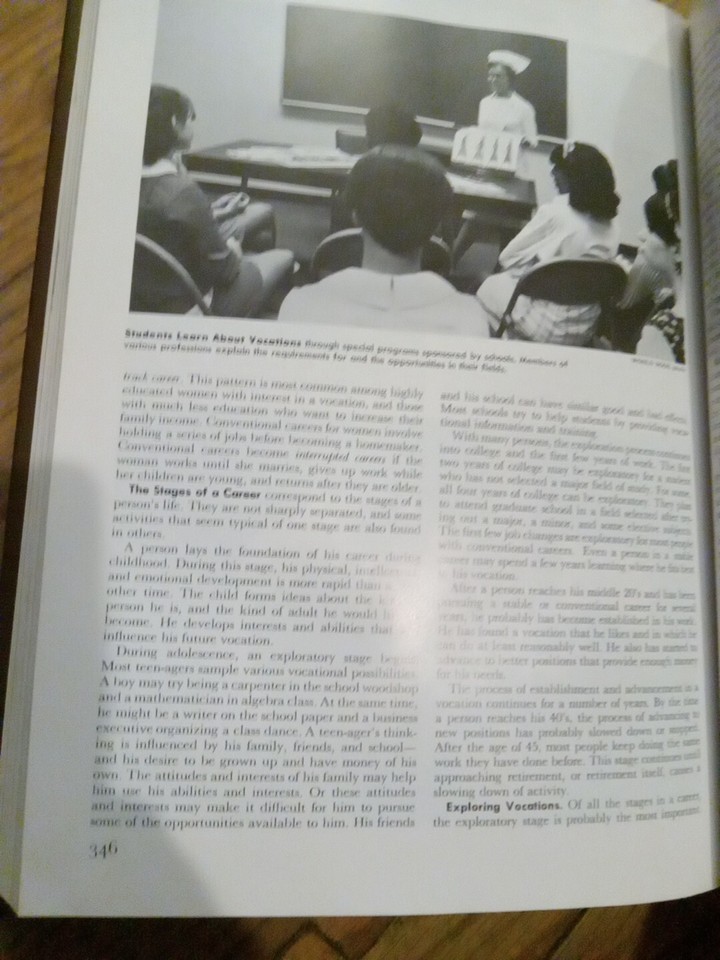 Students Learn About Vocations through special programs sponsored by schools. Members of
various professions explain the requirements for and the opportunities in their fields.
track career. This pattern is most common among highly
educated women with interest in a vocation, and those
with much less education who want to increase their
family income. Conventional careers for women involve
holding a series of jobs before becoming a homemaker.
Conventional careers become interrupted careers if the
woman works until she marries, gives up work while
her children are young, and returns after they are older.
The Stages of a Career correspond to the stages of a
person's life. They are not sharply separated, and some
activities that seem typical of one stage are also found
in others.
A person lays the foundation of his career during
childhood. During this stage, his physical,
and emotional development is more rapid than
other time. The child forms ideas about the
person he is, and the kind of adult he would
become. He develops interests and abilities that
influence his future vocation.
During adolescence, an exploratory stage
Most teen-agers sample various vocational possibilities.
A boy may try being a carpenter in the school woodshop
and a mathematician in algebra class. At the same time,
he might be a writer on the school paper and a business
executive organizing a class dance. A teen-ager's think-
ing is influenced by his family, friends, and school—
and his desire to be grown up and have money of his
own. The attitudes and interests of his family may help
him use his abilities and interests. Or these attitudes
and interests may make it difficult for him to pursue
some of the opportunities available to him. His friends
346
and his school can have similar good and bad effects.
Most schools try to help students by providing voca-
tional information and training.
With many persons, the exploration process continues
into college and the first few years of work. The first
two years of college may be exploratory for a student
who has not selected a major field of study. For some,
all four years of college can be exploratory. They plan
to attend graduate school in a field selected after try-
ing out a major, a minor, and some elective subjects.
The first few job changes are exploratory for most people
with conventional careers. Even a person in a stable
career may spend a few years learning where he fits best
in his vocation.
After a person reaches his middle 20's and has been
pursuing a stable or conventional career for several
years, he probably has become established in his work.
He has found a vocation that he likes and in which he
can do at least reasonably well. He also has started to
advance to better positions that provide enough money
for his needs.
The process of establishment and advancement in a
vocation continues for a number of years. By the time
a person reaches his 40's, the process of advancing to
new positions has probably slowed down or stopped.
After the age of 45, most people keep doing the same
work they have done before. This stage continues until
approaching retirement, or retirement itself, causes a
slowing down of activity.
Exploring Vocations. Of all the stages in a career,
the exploratory stage is probably the most important